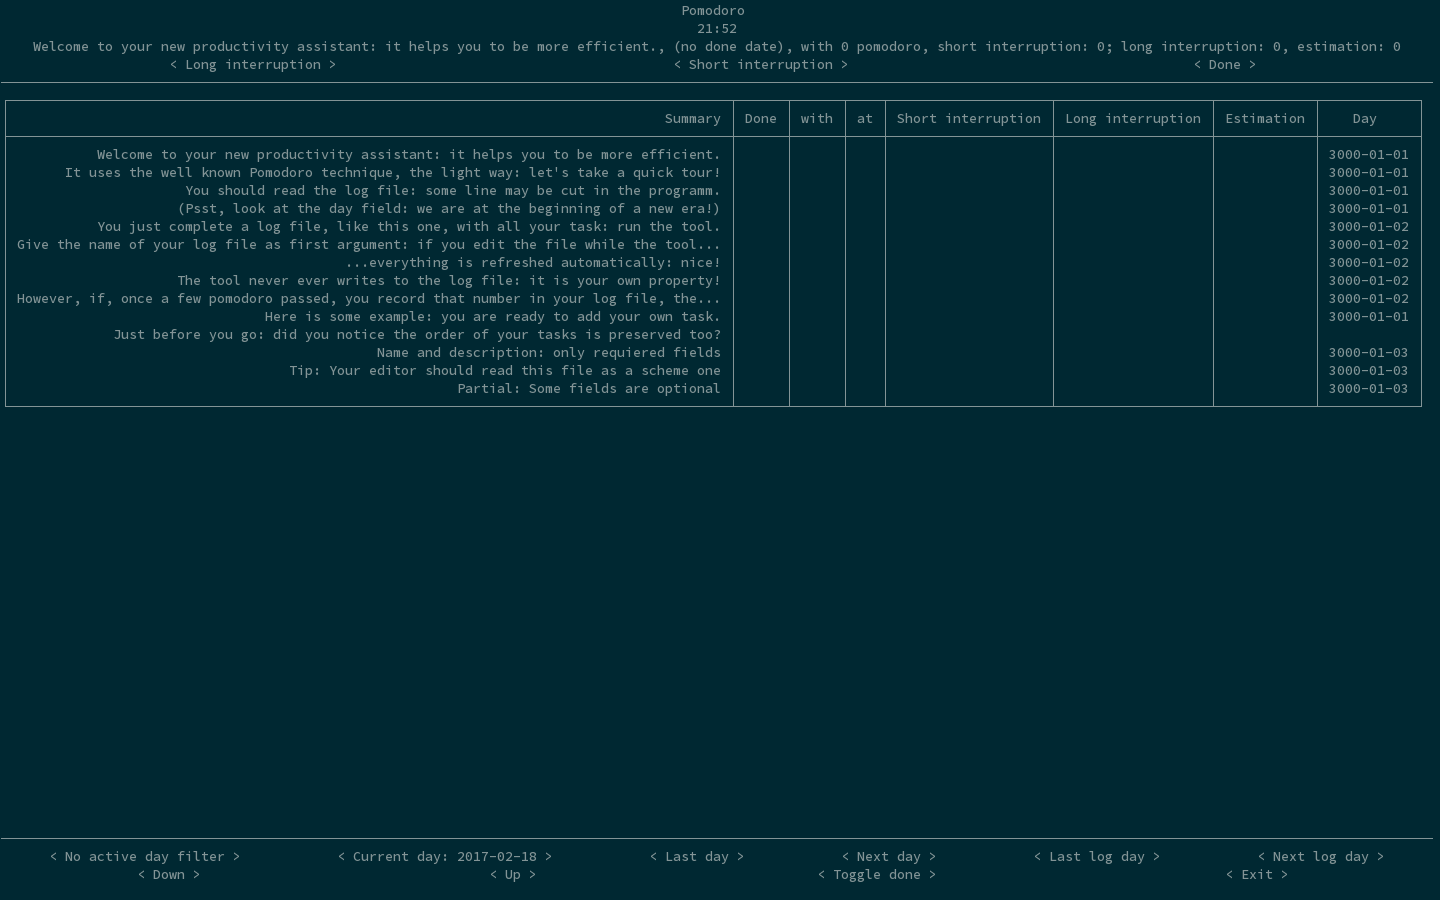 Pomodoro
21:52
Welcome to your new productivity assistant: it helps you to be more efficient., (no done date), with 0 pomodoro, short interruption: 0; long interruption: 0, estimation: 0
< Long interruption > < Short interruption > < Done >
Summary Done with at Short interruption Long interruption Estimation Day
Welcome to your new productivity assistant: it helps you to be more efficient. 3000-01-01
It uses the well known Pomodoro technique, the light way: let's take a quick tour! 3000-01-01
You should read the log file: some line may be cut in the programm. 3000-01-01
(Psst, look at the day field: we are at the beginning of a new era!) 3000-01-01
You just complete a log file, like this one, with all your task: run the tool. 3000-01-02
Give the name of your log file as first argument: if you edit the file while the tool... 3000-01-02
...everything is refreshed automatically: nice! 3000-01-02
The tool never ever writes to the log file: it is your own property! 3000-01-02
However, if, once a few pomodoro passed, you record that number in your log file, the... 3000-01-02
Here is some example: you are ready to add your own task. 3000-01-01
Just before you go: did you notice the order of your tasks is preserved too?
Name and description: only requiered fields 3000-01-03
Tip: Your editor should read this file as a scheme one 3000-01-03
Partial: Some fields are optional 3000-01-03
< No active day filter > < Current day: 2017-02-18 > < Last day > < Next day > < Last log day > < Next log day >
< Down > < Up > < Toggle done > < Exit >